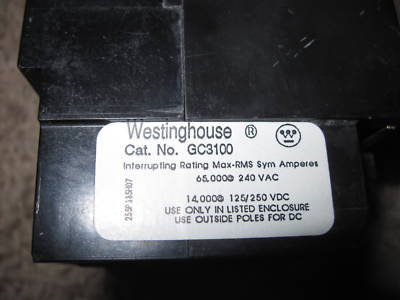 Westinghouse ®
Cat. No. GC3100
Interrupting Rating Max-RMS Sym Amperes
65,000@ 240 VAC
14,000@ 125/250 VDC
USE ONLY IN LISTED ENCLOSURE
USE OUTSIDE POLES FOR DC